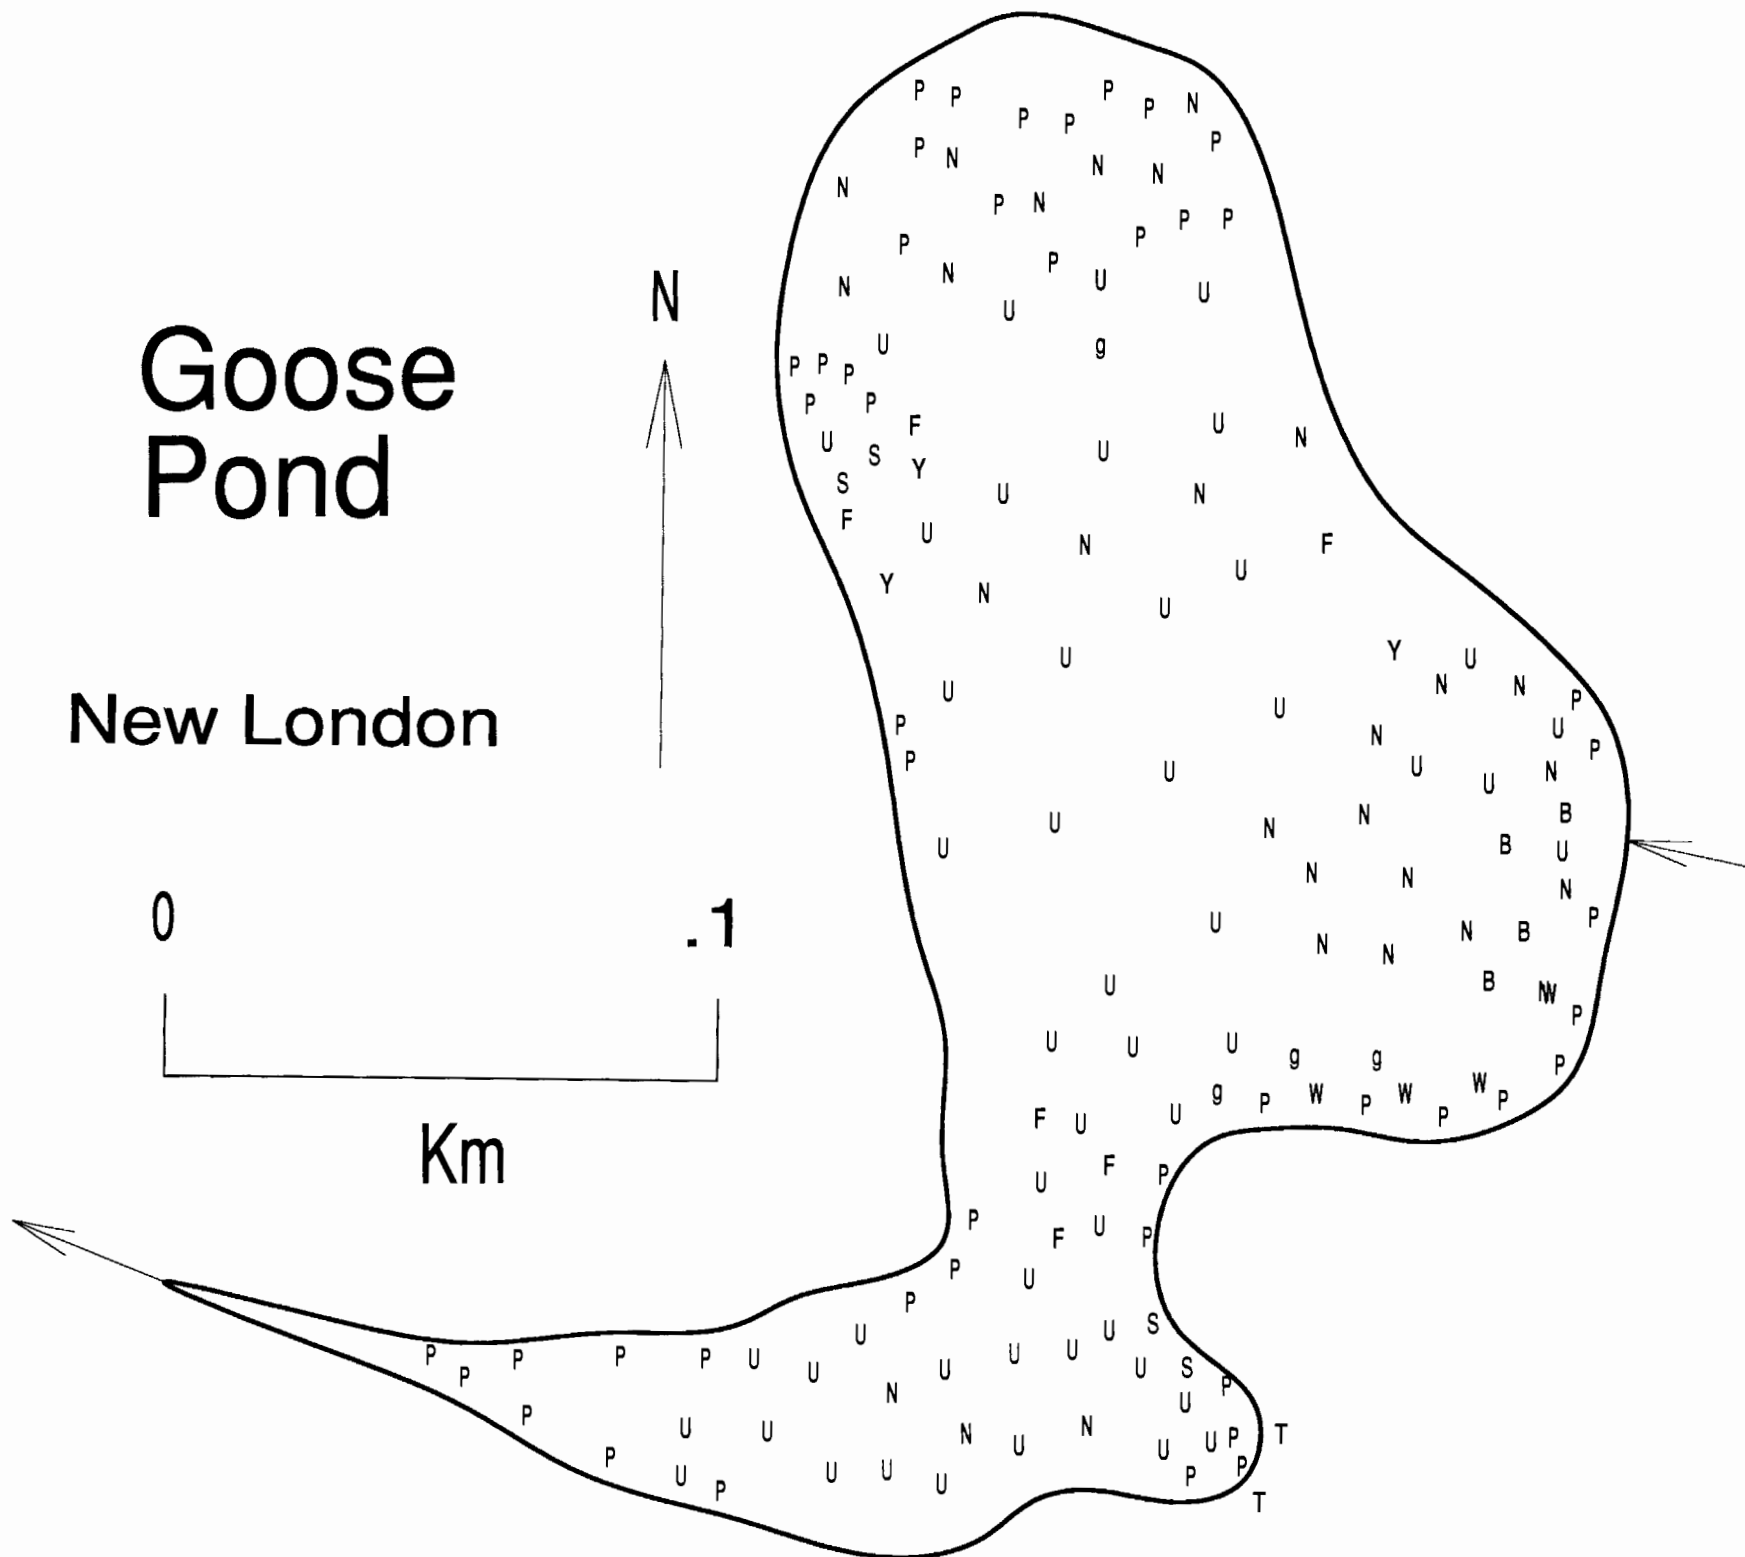 P P P P P P N P
P N N N
N P N
P P P P
N P N U U
U g
Goose
Pond
N
U
P P P
P P F U N
U S Y U
S F U U N
Y N N U F
U U
New London
U P P
Y U N N P
U N U P
U U U N
U U B
N N B U
N N N P
U N N N B
0 .1
U B N W P
U U U g g P
g P W P W P W P
F U U
Km
U F P
P F U P
P U
P U U S
P P P P P U U U U U U S P
P N U
U U N U N U U P T
P U P U U U P P T